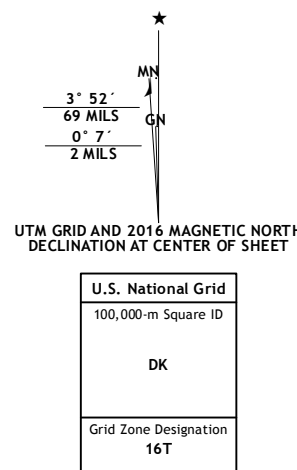 ★
MN
3° 52´
69 MILS
GN
0° 7´
2 MILS
UTM GRID AND 2016 MAGNETIC NORTH
DECLINATION AT CENTER OF SHEET
U.S. National Grid
100,000-m Square ID
DK
Grid Zone Designation
16T